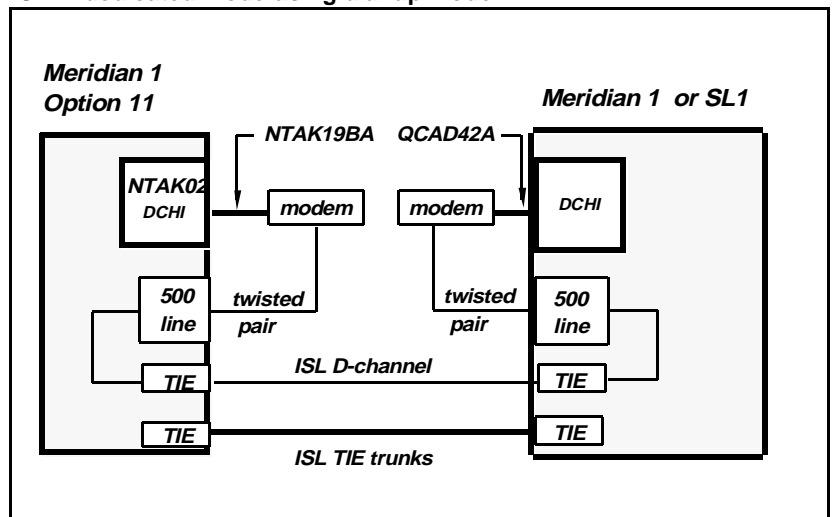 Meridian 1
Option 11
Meridian 1 or SL1
NTAK19BA QCAD42A
NTAK02
DCHI
modem
modem
DCHI
500
line
twisted
pair
twisted
pair
500
line
ISL D-channel
TIE
TIE
TIE
TIE
ISL TIE trunks